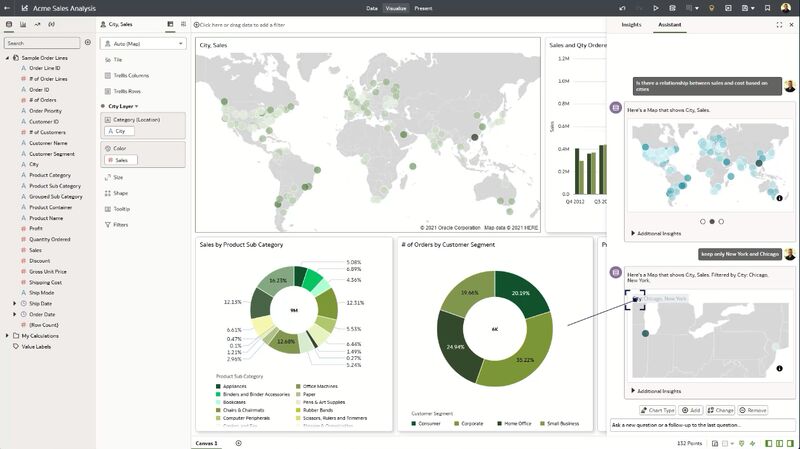 Acme Sales Analysis
Data
Visualize
Present
Search
Sample Order Lines
Order Line ID
# of Order Lines
Order ID
# of Orders
Order Priority
Customer ID
# of Customers
Customer Name
Customer Segment
City
Product Category
Product Sub Category
Grouped Sub Category
Product Container
Product Name
Profit
Quantity Ordered
Sales
Discount
Gross Unit Price
Shipping Cost
Ship Mode
Ship Date
Order Date
(Row Count)
My Calculations
Value Labels
City, Sales
Auto (Map)
Tile
Trellis Columns
Trellis Rows
City Layer
Category (Location)
City
Color
Sales
Size
Shape
Tooltip
Filters
Click here or drag data to add a filter
City, Sales
© 2021 Oracle Corporation Map data © 2021 HERE
Sales and Qty Ordere
1.2M
1.0M
0.8M
0.6M
0.4M
0.2M
0.0M
Sales
Q4 2012
Q3 20
Sales by Product Sub Category
5.08%
6.89%
4.36%
12.31%
5.53%
6.44%
1.49%
0.27%
5.24%
12.68%
2.96%
1.21%
0.1%
0.47%
6.61%
12.15%
16.23%
9M
Product Sub Category
Appliances
Office Machines
Binders and Binder Accessories
Paper
Bookcases
Pens & Art Supplies
Chairs & Chairmats
Rubber Bands
Computer Peripherals
Scissors, Rulers and Trimmers
# of Orders by Customer Segment
20.19%
35.22%
24.94%
19.66%
6K
Customer Segment
Consumer
Corporate
Home Office
Small Business
Canvas 1
Insights
Assistant
Is there a relationship between sales and cost based on
cities
Here's a Map that shows City, Sales.
Additional Insights
keep only New York and Chicago
Here's a Map that shows City, Sales. Filtered by City: Chicago,
New York.
City: Chicago, New York
Additional Insights
Chart Type
Add
Change
Remove
Ask a new question or a follow-up to the last question...
132 Points